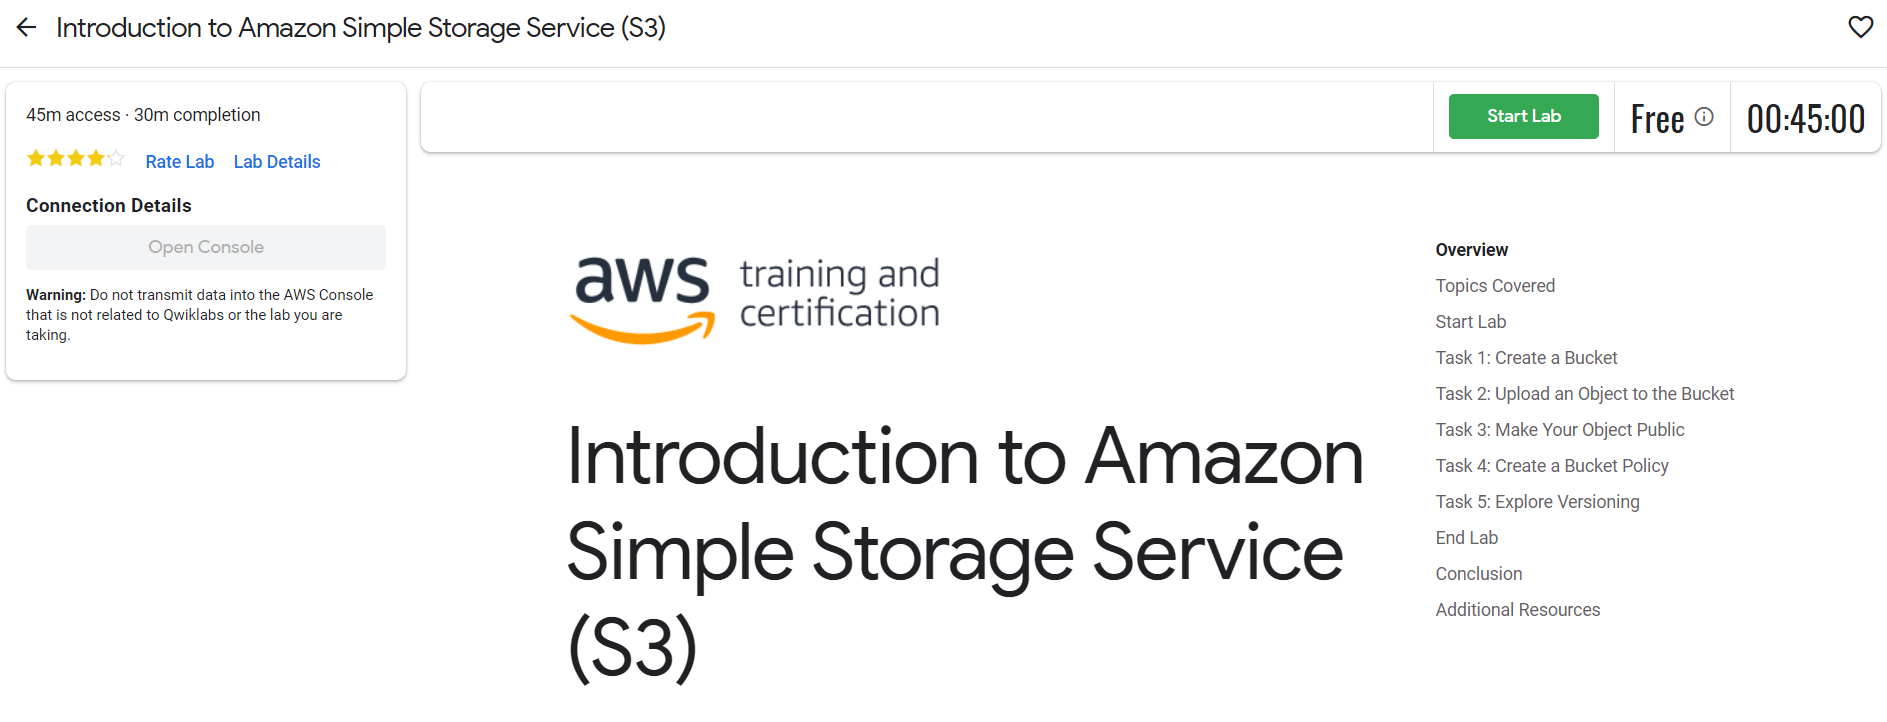 Introduction to Amazon Simple Storage Service (S3)
45m access · 30m completion
Rate Lab Lab Details
Connection Details
Open Console
Warning: Do not transmit data into the AWS Console
that is not related to Qwiklabs or the lab you are
taking.
Start Lab
Free
00:45:00
aws training and
certification
Introduction to Amazon
Simple Storage Service
(S3)
Overview
Topics Covered
Start Lab
Task 1: Create a Bucket
Task 2: Upload an Object to the Bucket
Task 3: Make Your Object Public
Task 4: Create a Bucket Policy
Task 5: Explore Versioning
End Lab
Conclusion
Additional Resources